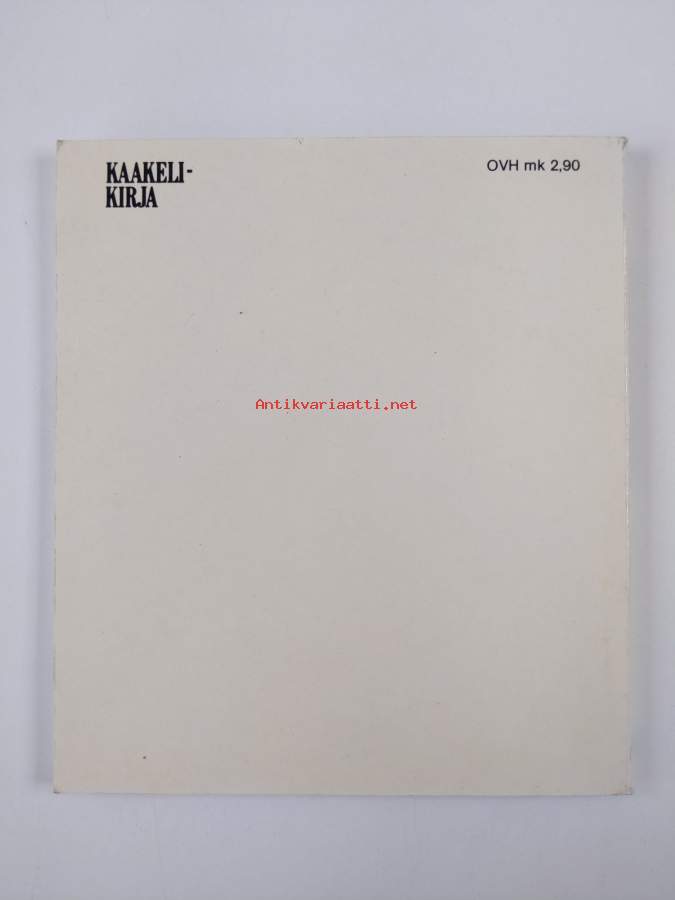 KAAKELI-
KIRJA
OVH mk 2,90
Antikvariaatti.net